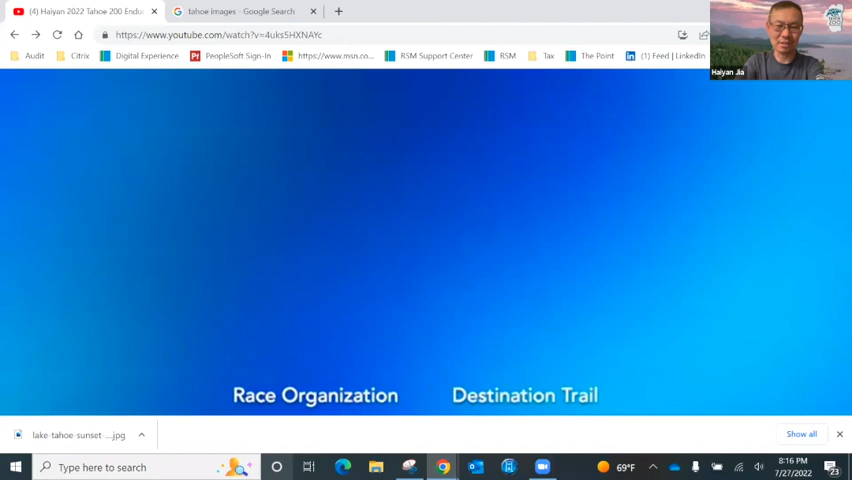 (4) Haiyan 2022 Tahoe 200 Endu
tahoe images - Google Search
https://www.youtube.com/watch?v=4uks5HXNAYc
Audit
Citrix
Digital Experience
PeopleSoft Sign-In
https://www.msn.co...
RSM Support Center
RSM
Tax
The Point
(1) Feed | LinkedIn
Haiyan Jia
Race Organization Destination Trail
lake-tahoe-sunset-....jpg
Show all
Type here to search
69°F
8:16 PM
7/27/2022
23